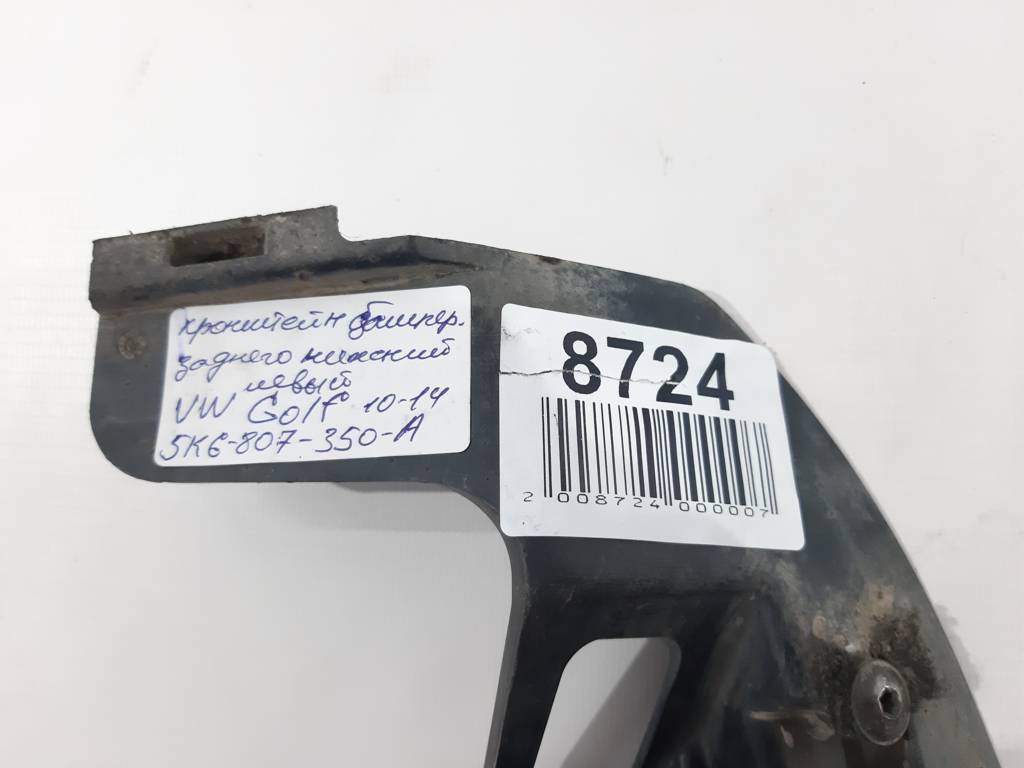 кронштейн бампер.
заднего нижний
левый
VW Golf 10-14
5K6-807-350-A
8724
2 008724 000007